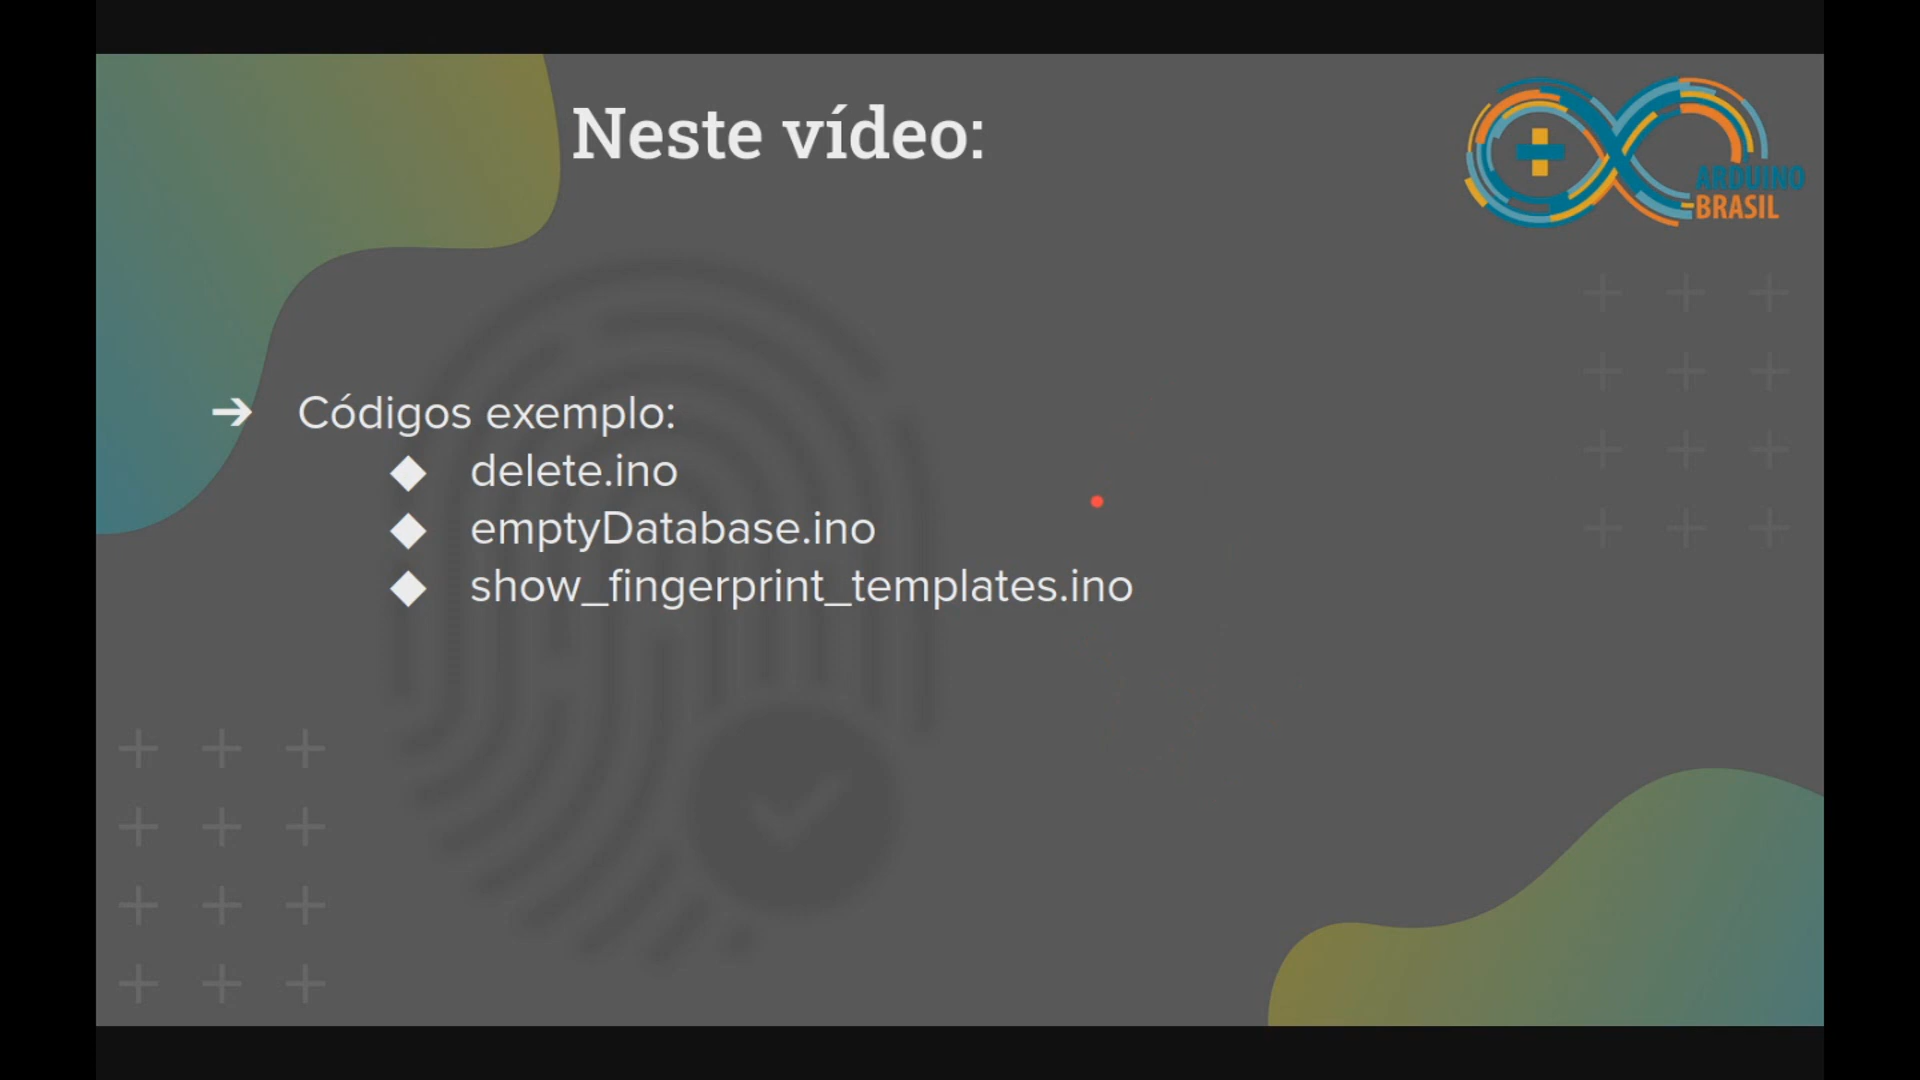 Neste vídeo:
ARDUINO
BRASIL
➔ Códigos exemplo:
◆ delete.ino
◆ emptyDatabase.ino
◆ show_fingerprint_templates.ino